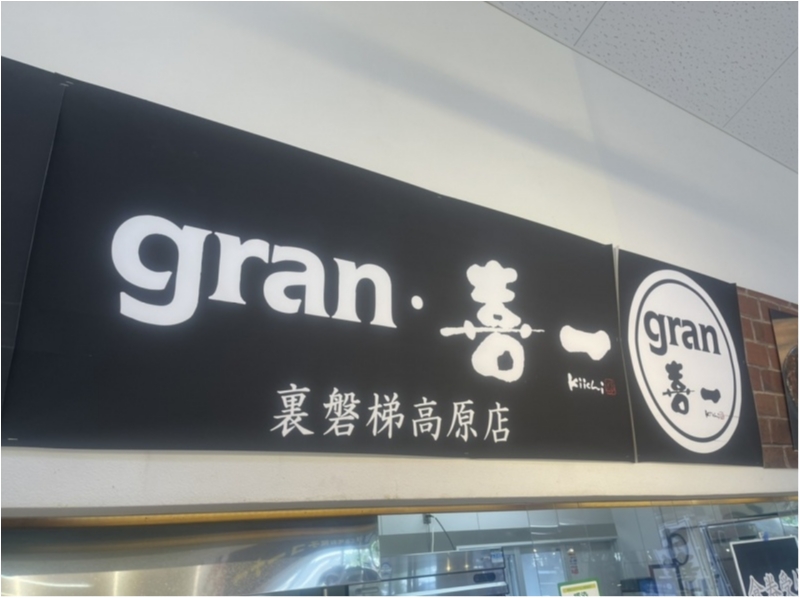 gran・喜一
Kiichi
裏磐梯高原店
gran
喜一